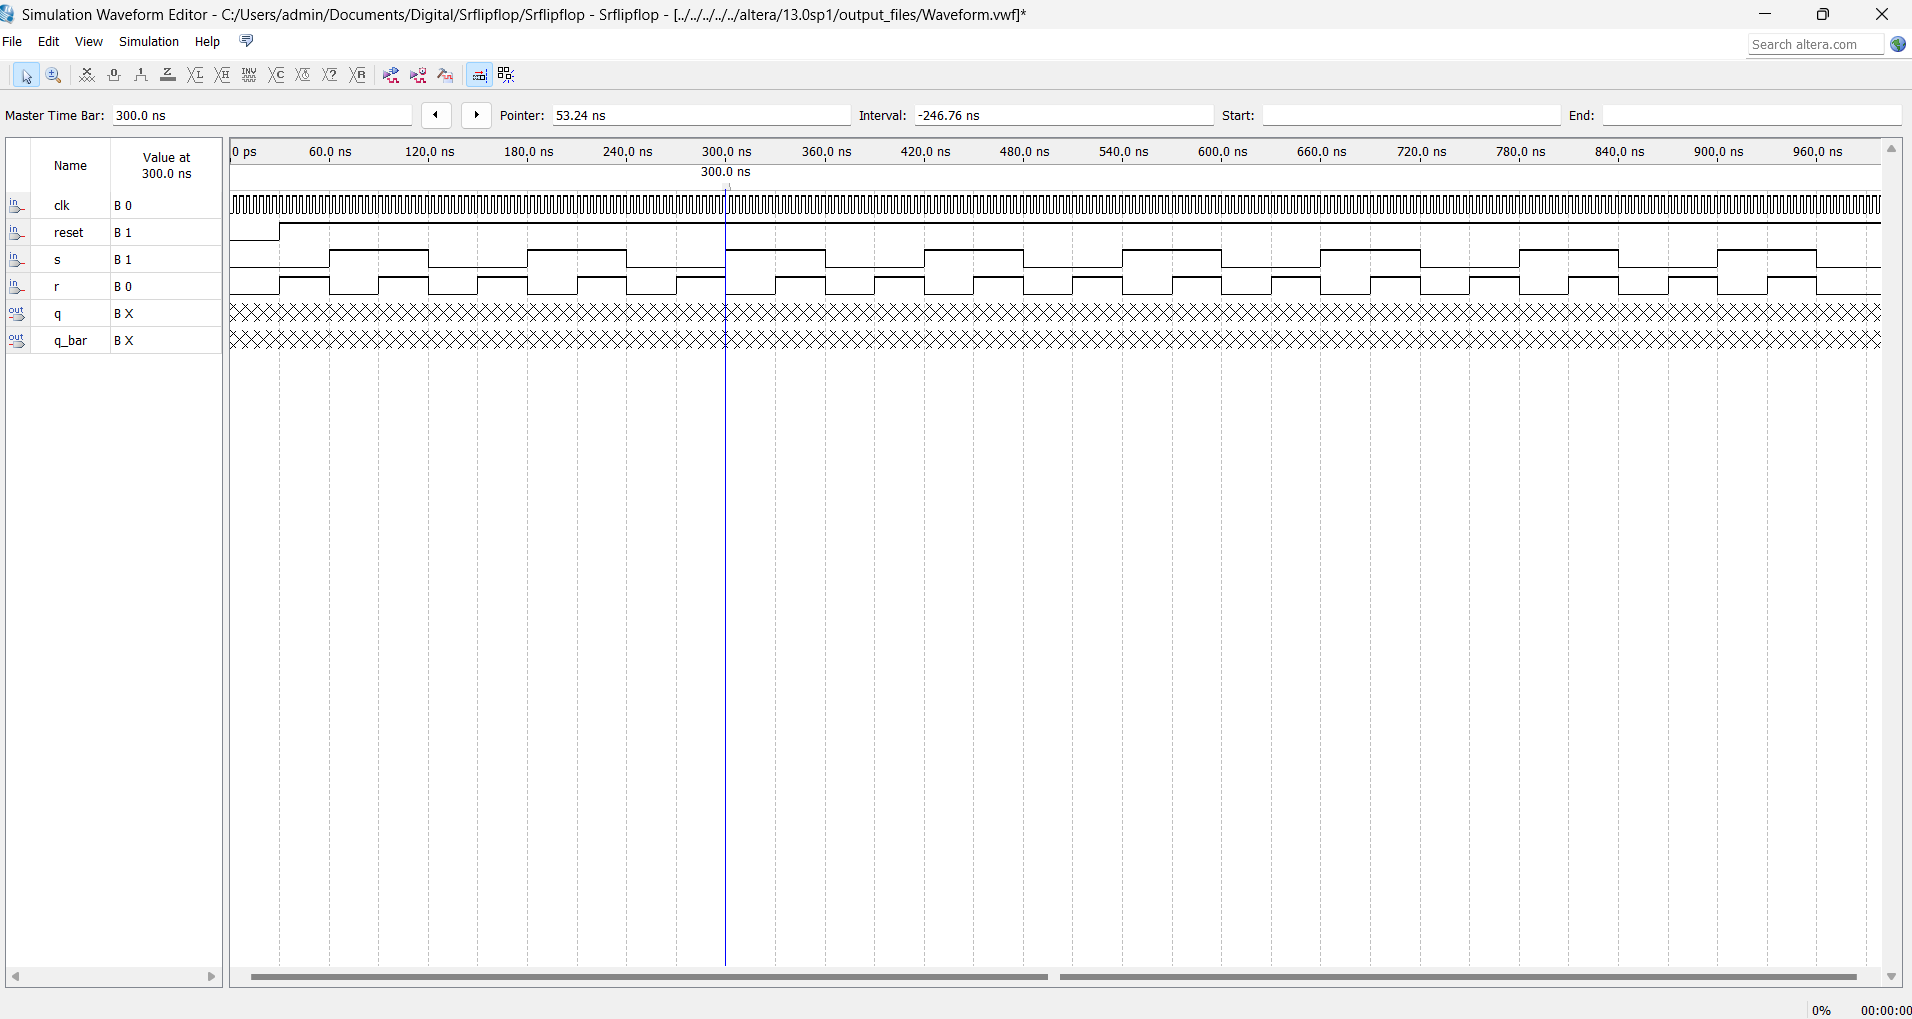 Simulation Waveform Editor - C:/Users/admin/Documents/Digital/Srflipflop/Srflipflop - Srflipflop - [../../../../../altera/13.0sp1/output_files/Waveform.vwf]*
File Edit View Simulation Help
Search altera.com
Master Time Bar: 300.0 ns Pointer: 53.24 ns Interval: -246.76 ns Start: End:
Name Value at 300.0 ns
0 ps 60.0 ns 120.0 ns 180.0 ns 240.0 ns 300.0 ns 360.0 ns 420.0 ns 480.0 ns 540.0 ns 600.0 ns 660.0 ns 720.0 ns 780.0 ns 840.0 ns 900.0 ns 960.0 ns
300.0 ns
in clk B 0
in reset B 1
in s B 1
in r B 0
out q B X
out q_bar B X
0% 00:00:00